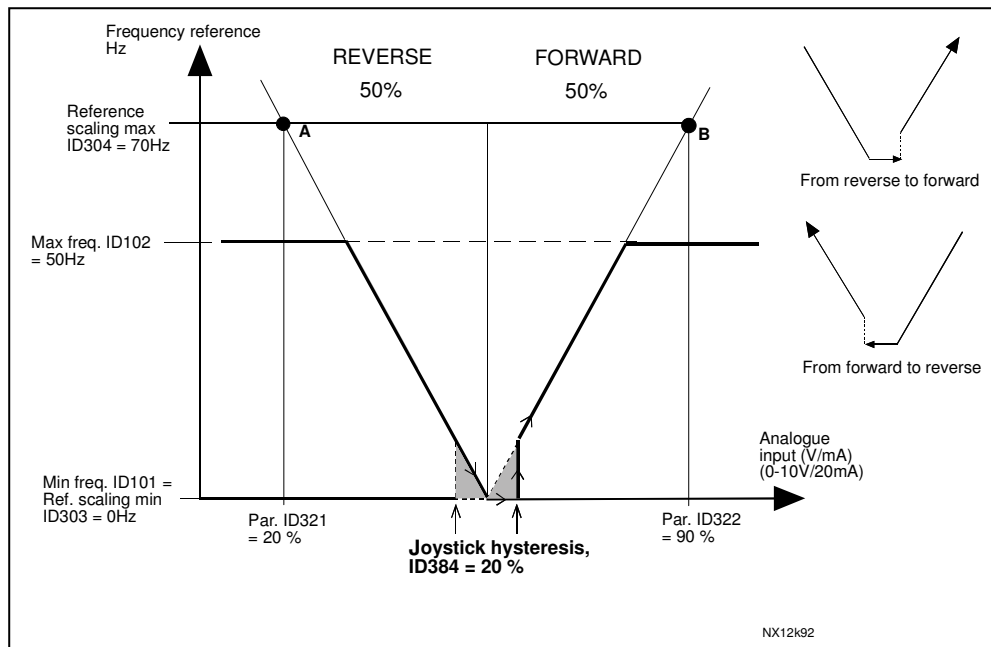 Frequency reference
Hz
REVERSE
50%
FORWARD
50%
Reference
scaling max
ID304 = 70Hz
A
B
From reverse to forward
Max freq. ID102
= 50Hz
From forward to reverse
Analogue
input (V/mA)
(0-10V/20mA)
Min freq. ID101 =
Ref. scaling min
ID303 = 0Hz
Par. ID321
= 20 %
Par. ID322
= 90 %
Joystick hysteresis,
ID384 = 20 %
NX12k92